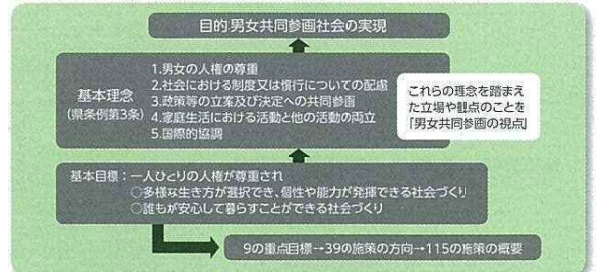 目的:男女共同参画社会の実現
基本理念
(県条例第3条)
1.男女の人権の尊重
2.社会における制度又は慣行についての配慮
3.政策等の立案及び決定への共同参画
4.家庭生活における活動と他の活動の両立
5.国際的協調
これらの理念を踏まえ
た立場や観点のことを
「男女共同参画の視点」
基本目標：一人ひとりの人権が尊重され
○多様な生き方が選択でき、個性や能力が発揮できる社会づくり
○誰もが安心して暮らすことができる社会づくり
9の重点目標→39の施策の方向→115の施策の概要